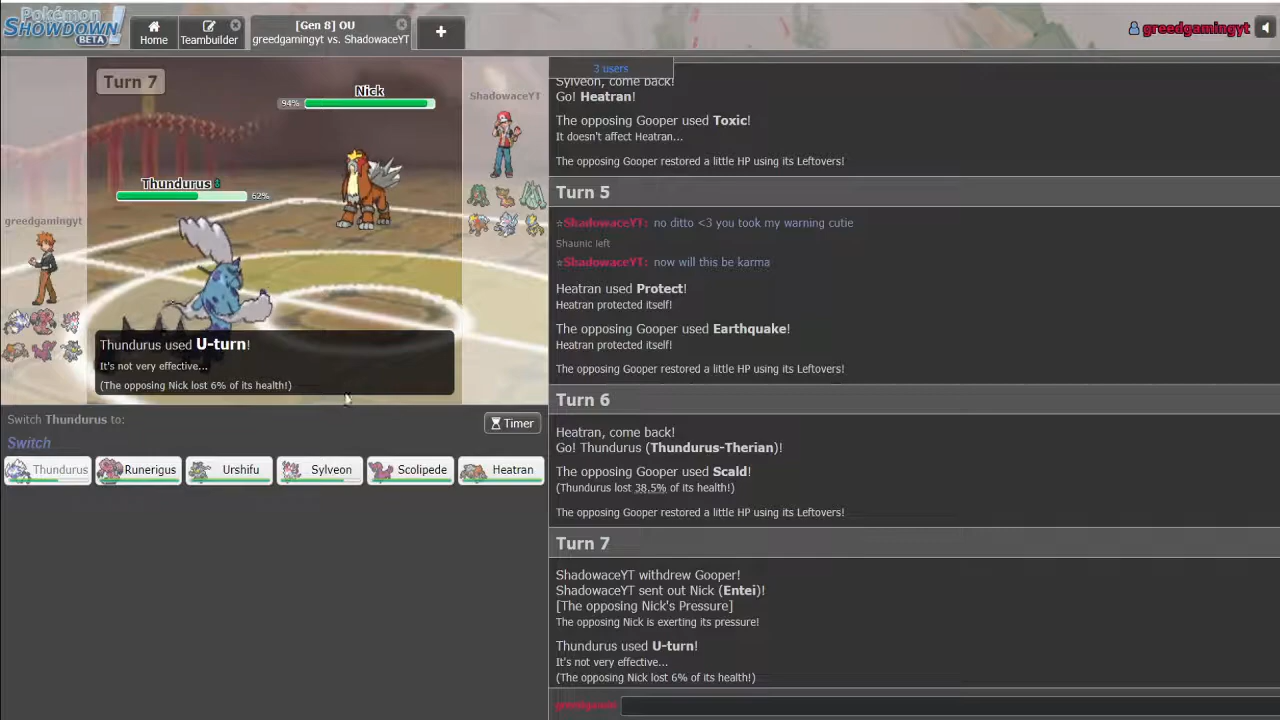 Pokémon
SHOWDOWN!
BETA
Home
Teambuilder
[Gen 8] OU
greedgamingyt vs. ShadowaceYT
+
greedgamingyt
Turn 7
Nick
94%
ShadowaceYT
Thundurus
62%
greedgamingyt
Thundurus used U-turn!
It's not very effective...
(The opposing Nick lost 6% of its health!)
Switch Thundurus to:
Timer
Switch
Thundurus
Runerigus
Urshifu
Sylveon
Scolipede
Heatran
3 users
Sylveon, come back!
Go! Heatran!
The opposing Gooper used Toxic!
It doesn't affect Heatran...
The opposing Gooper restored a little HP using its Leftovers!
Turn 5
☆ShadowaceYT: no ditto <3 you took my warning cutie
Shaunic left
☆ShadowaceYT: now will this be karma
Heatran used Protect!
Heatran protected itself!
The opposing Gooper used Earthquake!
Heatran protected itself!
The opposing Gooper restored a little HP using its Leftovers!
Turn 6
Heatran, come back!
Go! Thundurus (Thundurus-Therian)!
The opposing Gooper used Scald!
(Thundurus lost 38.5% of its health!)
The opposing Gooper restored a little HP using its Leftovers!
Turn 7
ShadowaceYT withdrew Gooper!
ShadowaceYT sent out Nick (Entei)!
[The opposing Nick's Pressure]
The opposing Nick is exerting its pressure!
Thundurus used U-turn!
It's not very effective...
(The opposing Nick lost 6% of its health!)